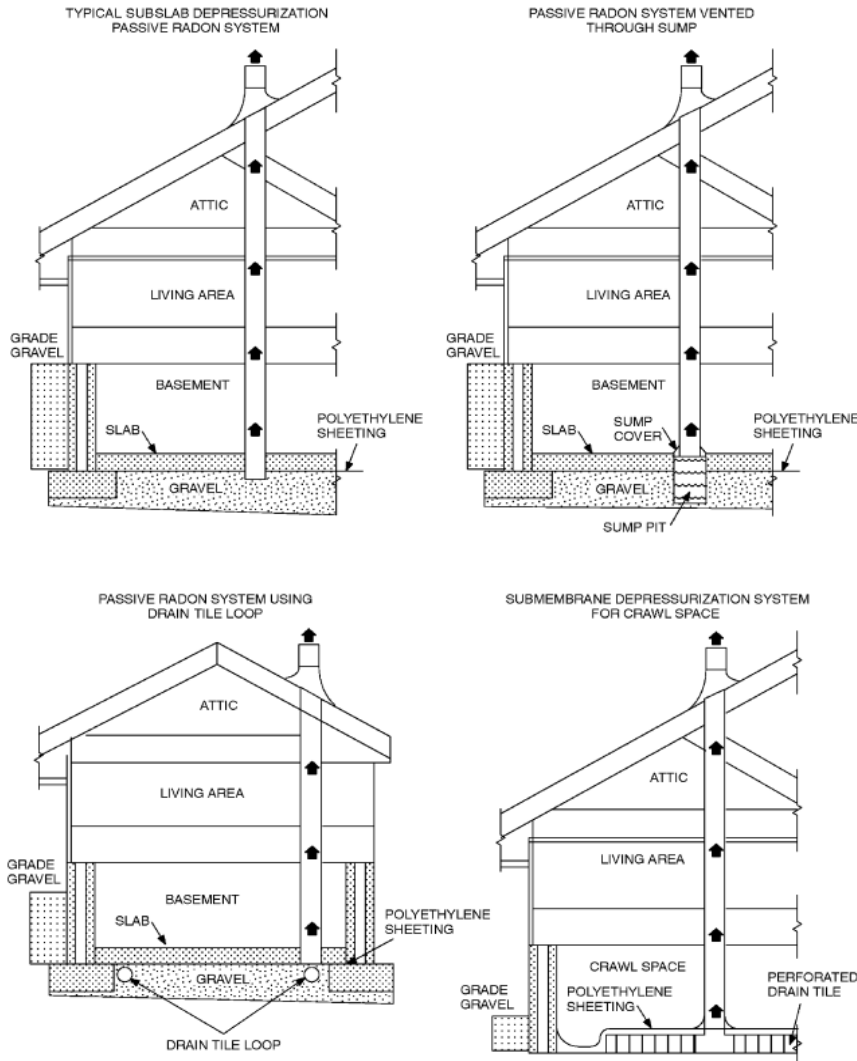 TYPICAL SUBSLAB DEPRESSURIZATION
PASSIVE RADON SYSTEM
ATTIC
LIVING AREA
GRADE
GRAVEL
BASEMENT
SLAB
POLYETHYLENE
SHEETING
GRAVEL
PASSIVE RADON SYSTEM VENTED
THROUGH SUMP
ATTIC
LIVING AREA
GRADE
GRAVEL
BASEMENT
SLAB
SUMP
COVER
POLYETHYLENE
SHEETING
GRAVEL
SUMP PIT
PASSIVE RADON SYSTEM USING
DRAIN TILE LOOP
ATTIC
LIVING AREA
GRADE
GRAVEL
BASEMENT
SLAB
POLYETHYLENE
SHEETING
GRAVEL
DRAIN TILE LOOP
SUBMEMBRANE DEPRESSURIZATION SYSTEM
FOR CRAWL SPACE
ATTIC
LIVING AREA
CRAWL SPACE
GRADE
GRAVEL
POLYETHYLENE
SHEETING
PERFORATED
DRAIN TILE